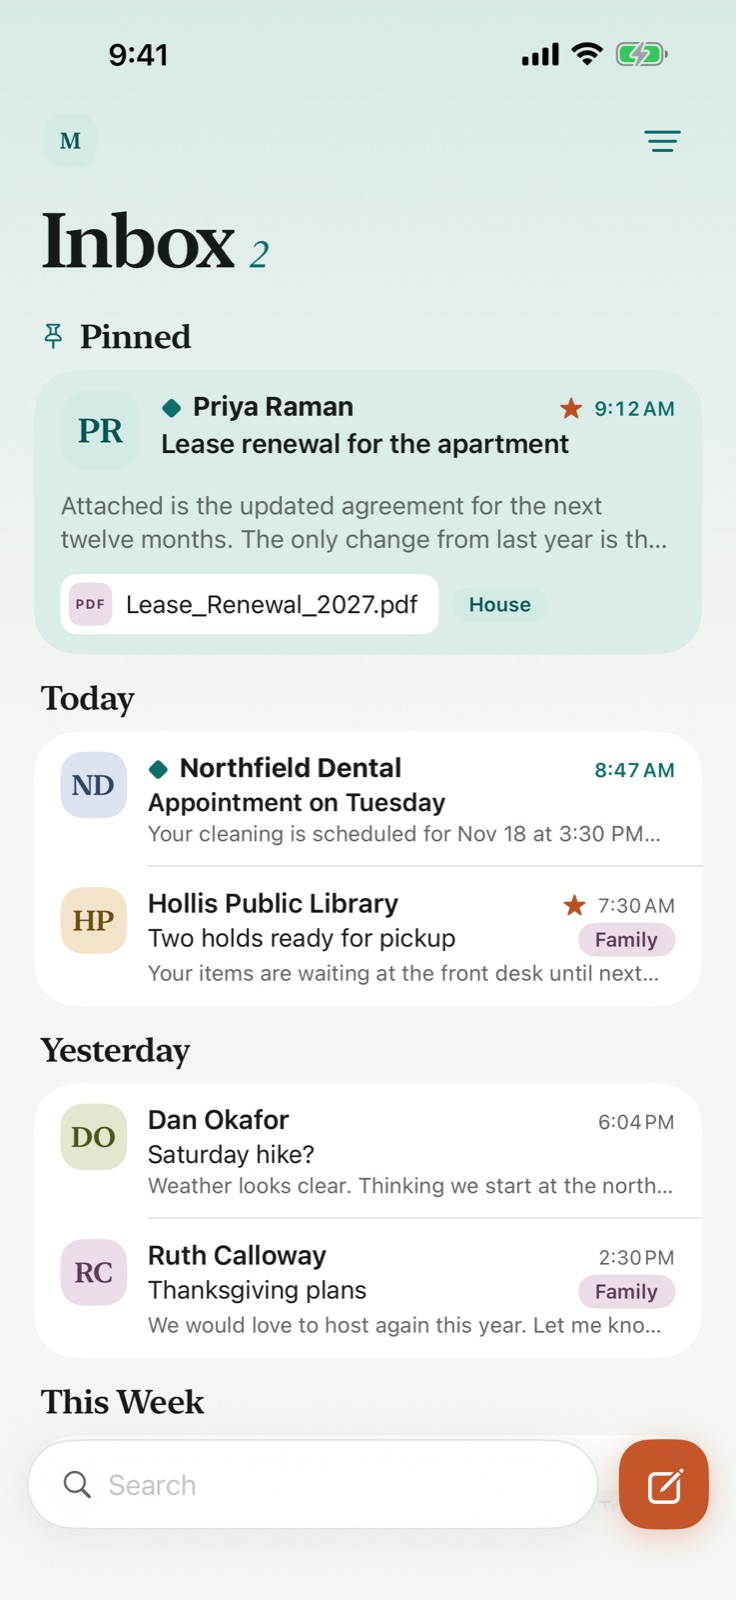 9:41
M
Inbox 2
Pinned
PR
Priya Raman
9:12 AM
Lease renewal for the apartment
Attached is the updated agreement for the next
twelve months. The only change from last year is th...
PDF
Lease_Renewal_2027.pdf
House
Today
ND
Northfield Dental
8:47 AM
Appointment on Tuesday
Your cleaning is scheduled for Nov 18 at 3:30 PM...
HP
Hollis Public Library
7:30 AM
Two holds ready for pickup
Family
Your items are waiting at the front desk until next...
Yesterday
DO
Dan Okafor
6:04 PM
Saturday hike?
Weather looks clear. Thinking we start at the north...
RC
Ruth Calloway
2:30 PM
Thanksgiving plans
Family
We would love to host again this year. Let me kno...
This Week
Search